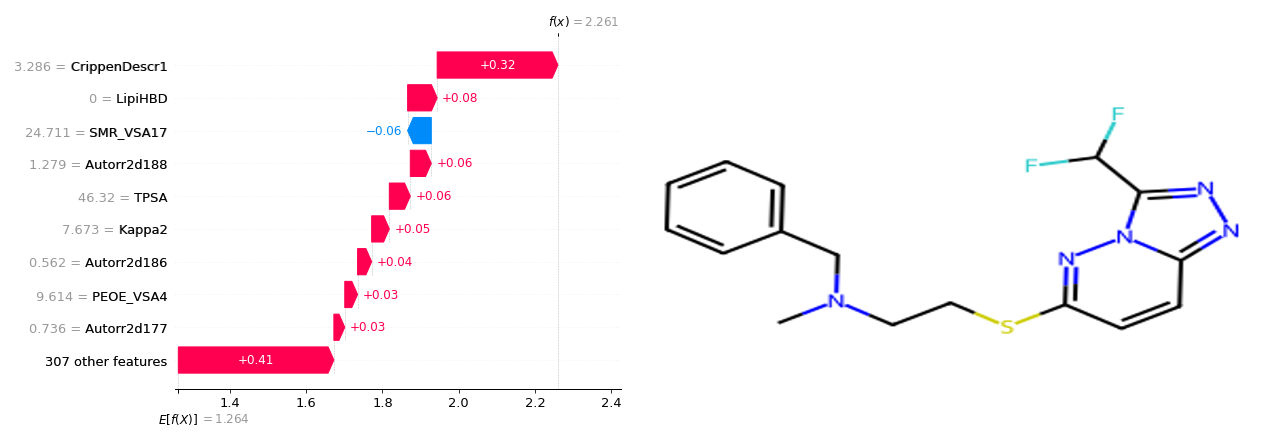 f(x) = 2.261
3.286 = CrippenDescr1
+0.32
0 = LipiHBD
+0.08
24.711 = SMR_VSA17
−0.06
1.279 = Autorr2d188
+0.06
46.32 = TPSA
+0.06
7.673 = Kappa2
+0.05
0.562 = Autorr2d186
+0.04
9.614 = PEOE_VSA4
+0.03
0.736 = Autorr2d177
+0.03
307 other features
+0.41
1.4 1.6 1.8 2.0 2.2 2.4
E[f(X)] = 1.264
F
F
N
N
N
N
N
S